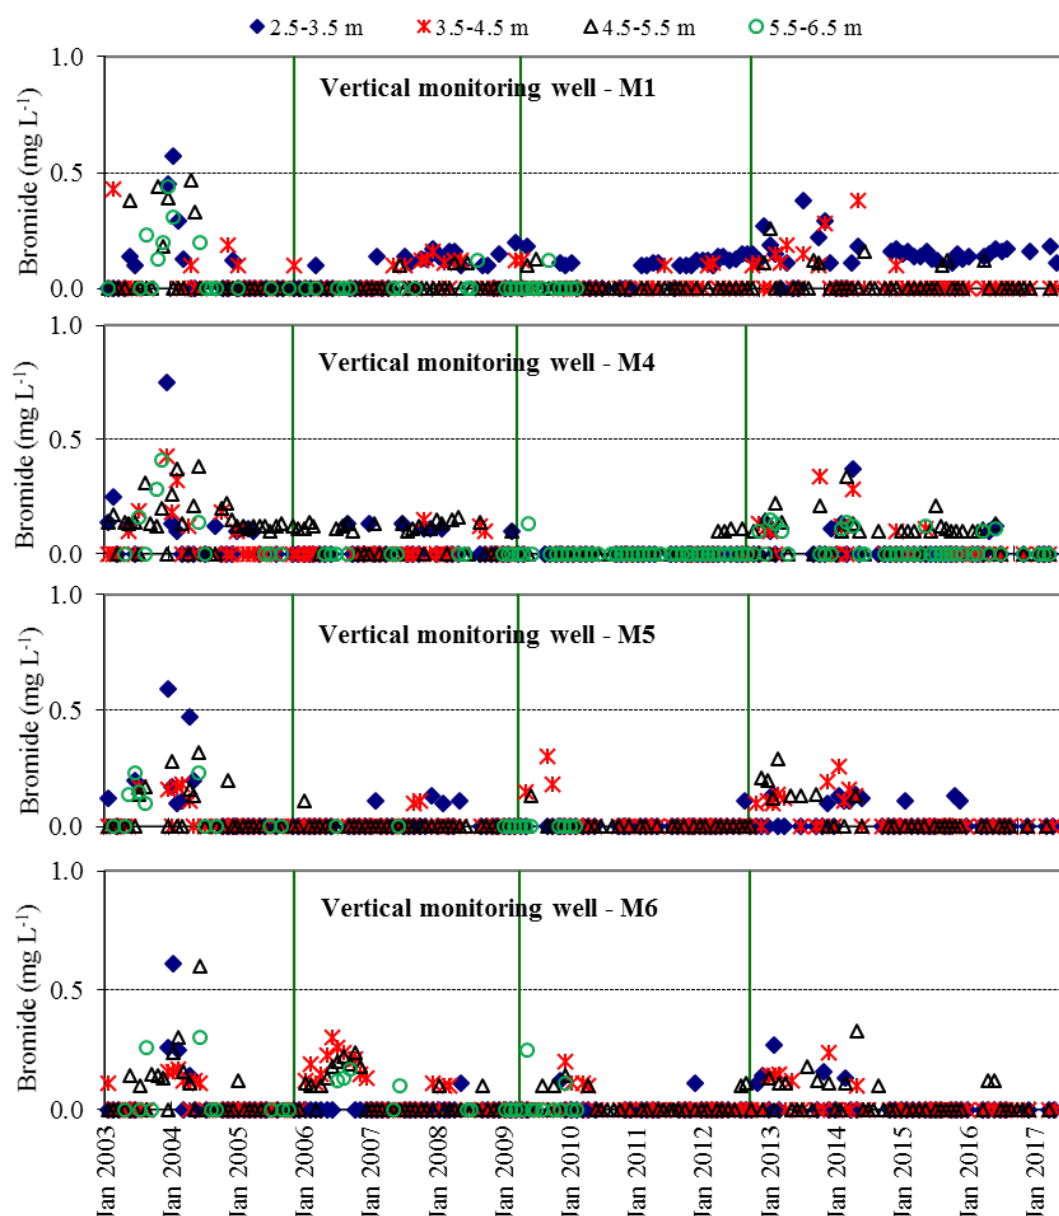 2.5-3.5 m 3.5-4.5 m 4.5-5.5 m 5.5-6.5 m
Vertical monitoring well - M1
Bromide (mg L-1)
1.0
0.5
0.0
Vertical monitoring well - M4
Bromide (mg L-1)
1.0
0.5
0.0
Vertical monitoring well - M5
Bromide (mg L-1)
1.0
0.5
0.0
Vertical monitoring well - M6
Bromide (mg L-1)
1.0
0.5
0.0
Jan 2003
Jan 2004
Jan 2005
Jan 2006
Jan 2007
Jan 2008
Jan 2009
Jan 2010
Jan 2011
Jan 2012
Jan 2013
Jan 2014
Jan 2015
Jan 2016
Jan 2017